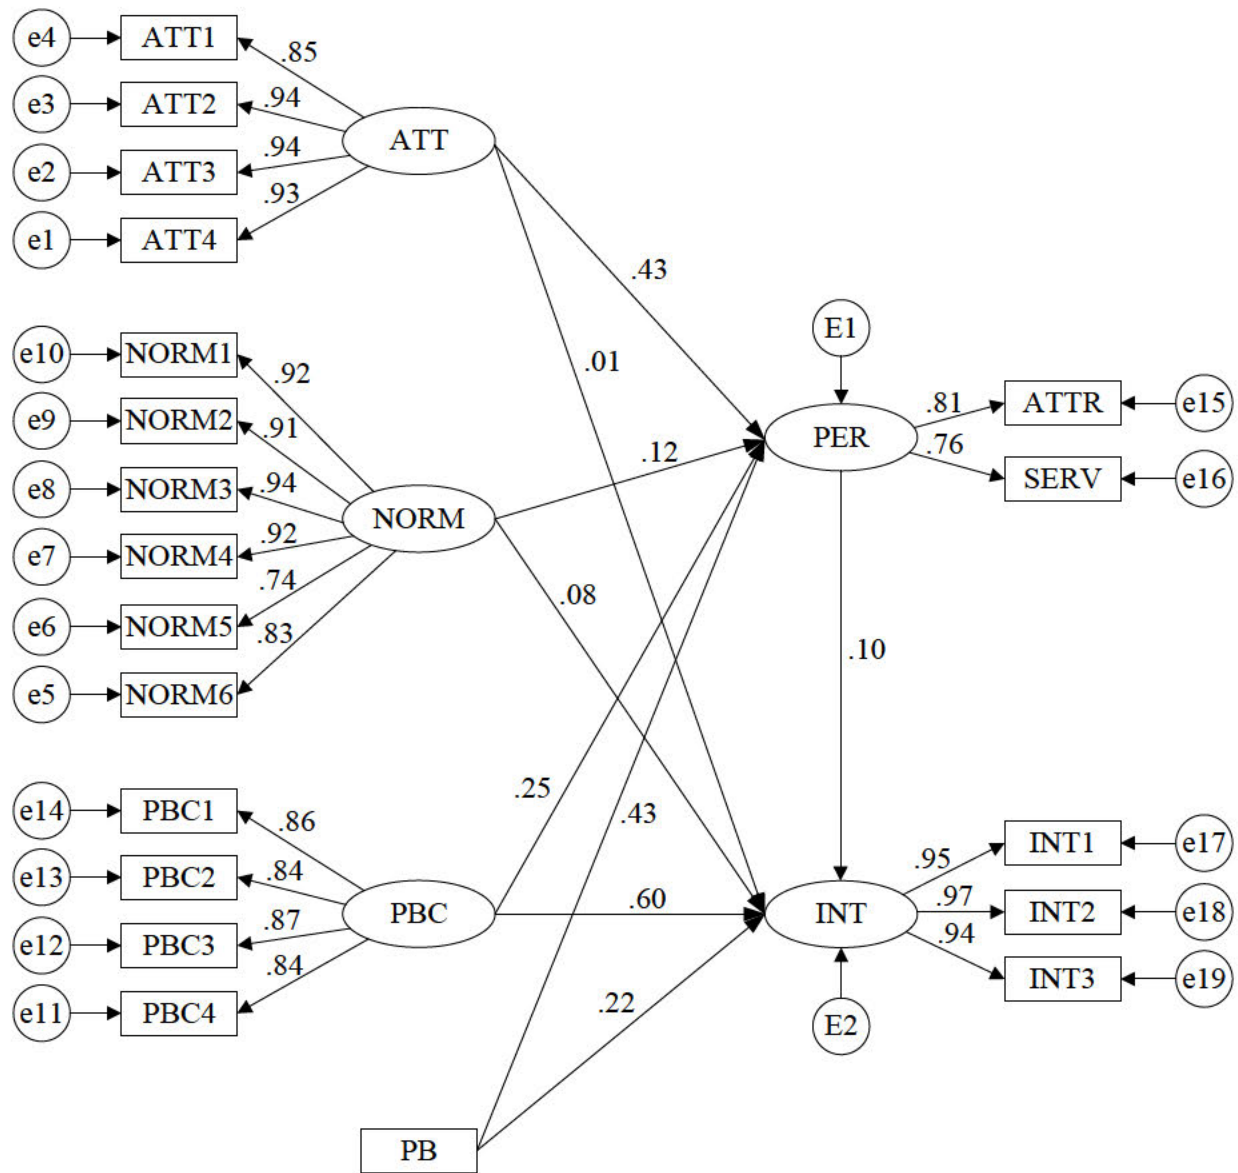 e4 ATT1 .85
e3 ATT2 .94
ATT
e2 ATT3 .94
e1 ATT4 .93
.43
.01
E1
e10 NORM1 .92
e9 NORM2 .91
e8 NORM3 .94
NORM
e7 NORM4 .92
e6 NORM5 .74
e5 NORM6 .83
.12
.08
PER
.81 ATTR e15
.76 SERV e16
.10
e14 PBC1 .86
e13 PBC2 .84
PBC
e12 PBC3 .87
e11 PBC4 .84
.25
.43
.60
.22
INT
.95 INT1 e17
.97 INT2 e18
.94 INT3 e19
E2
PB